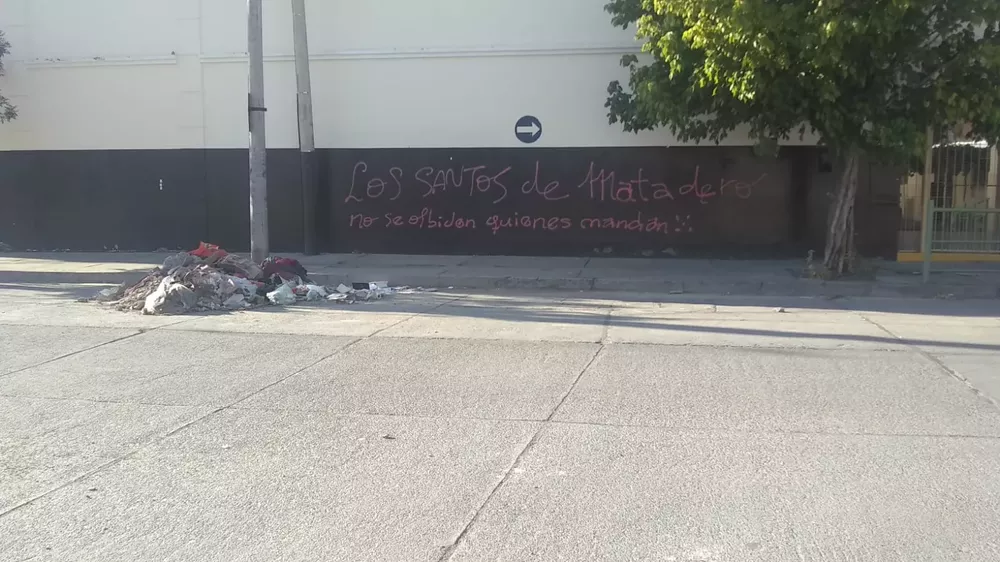 Los SANTos de Matadero
no se olbiden quienes mandan